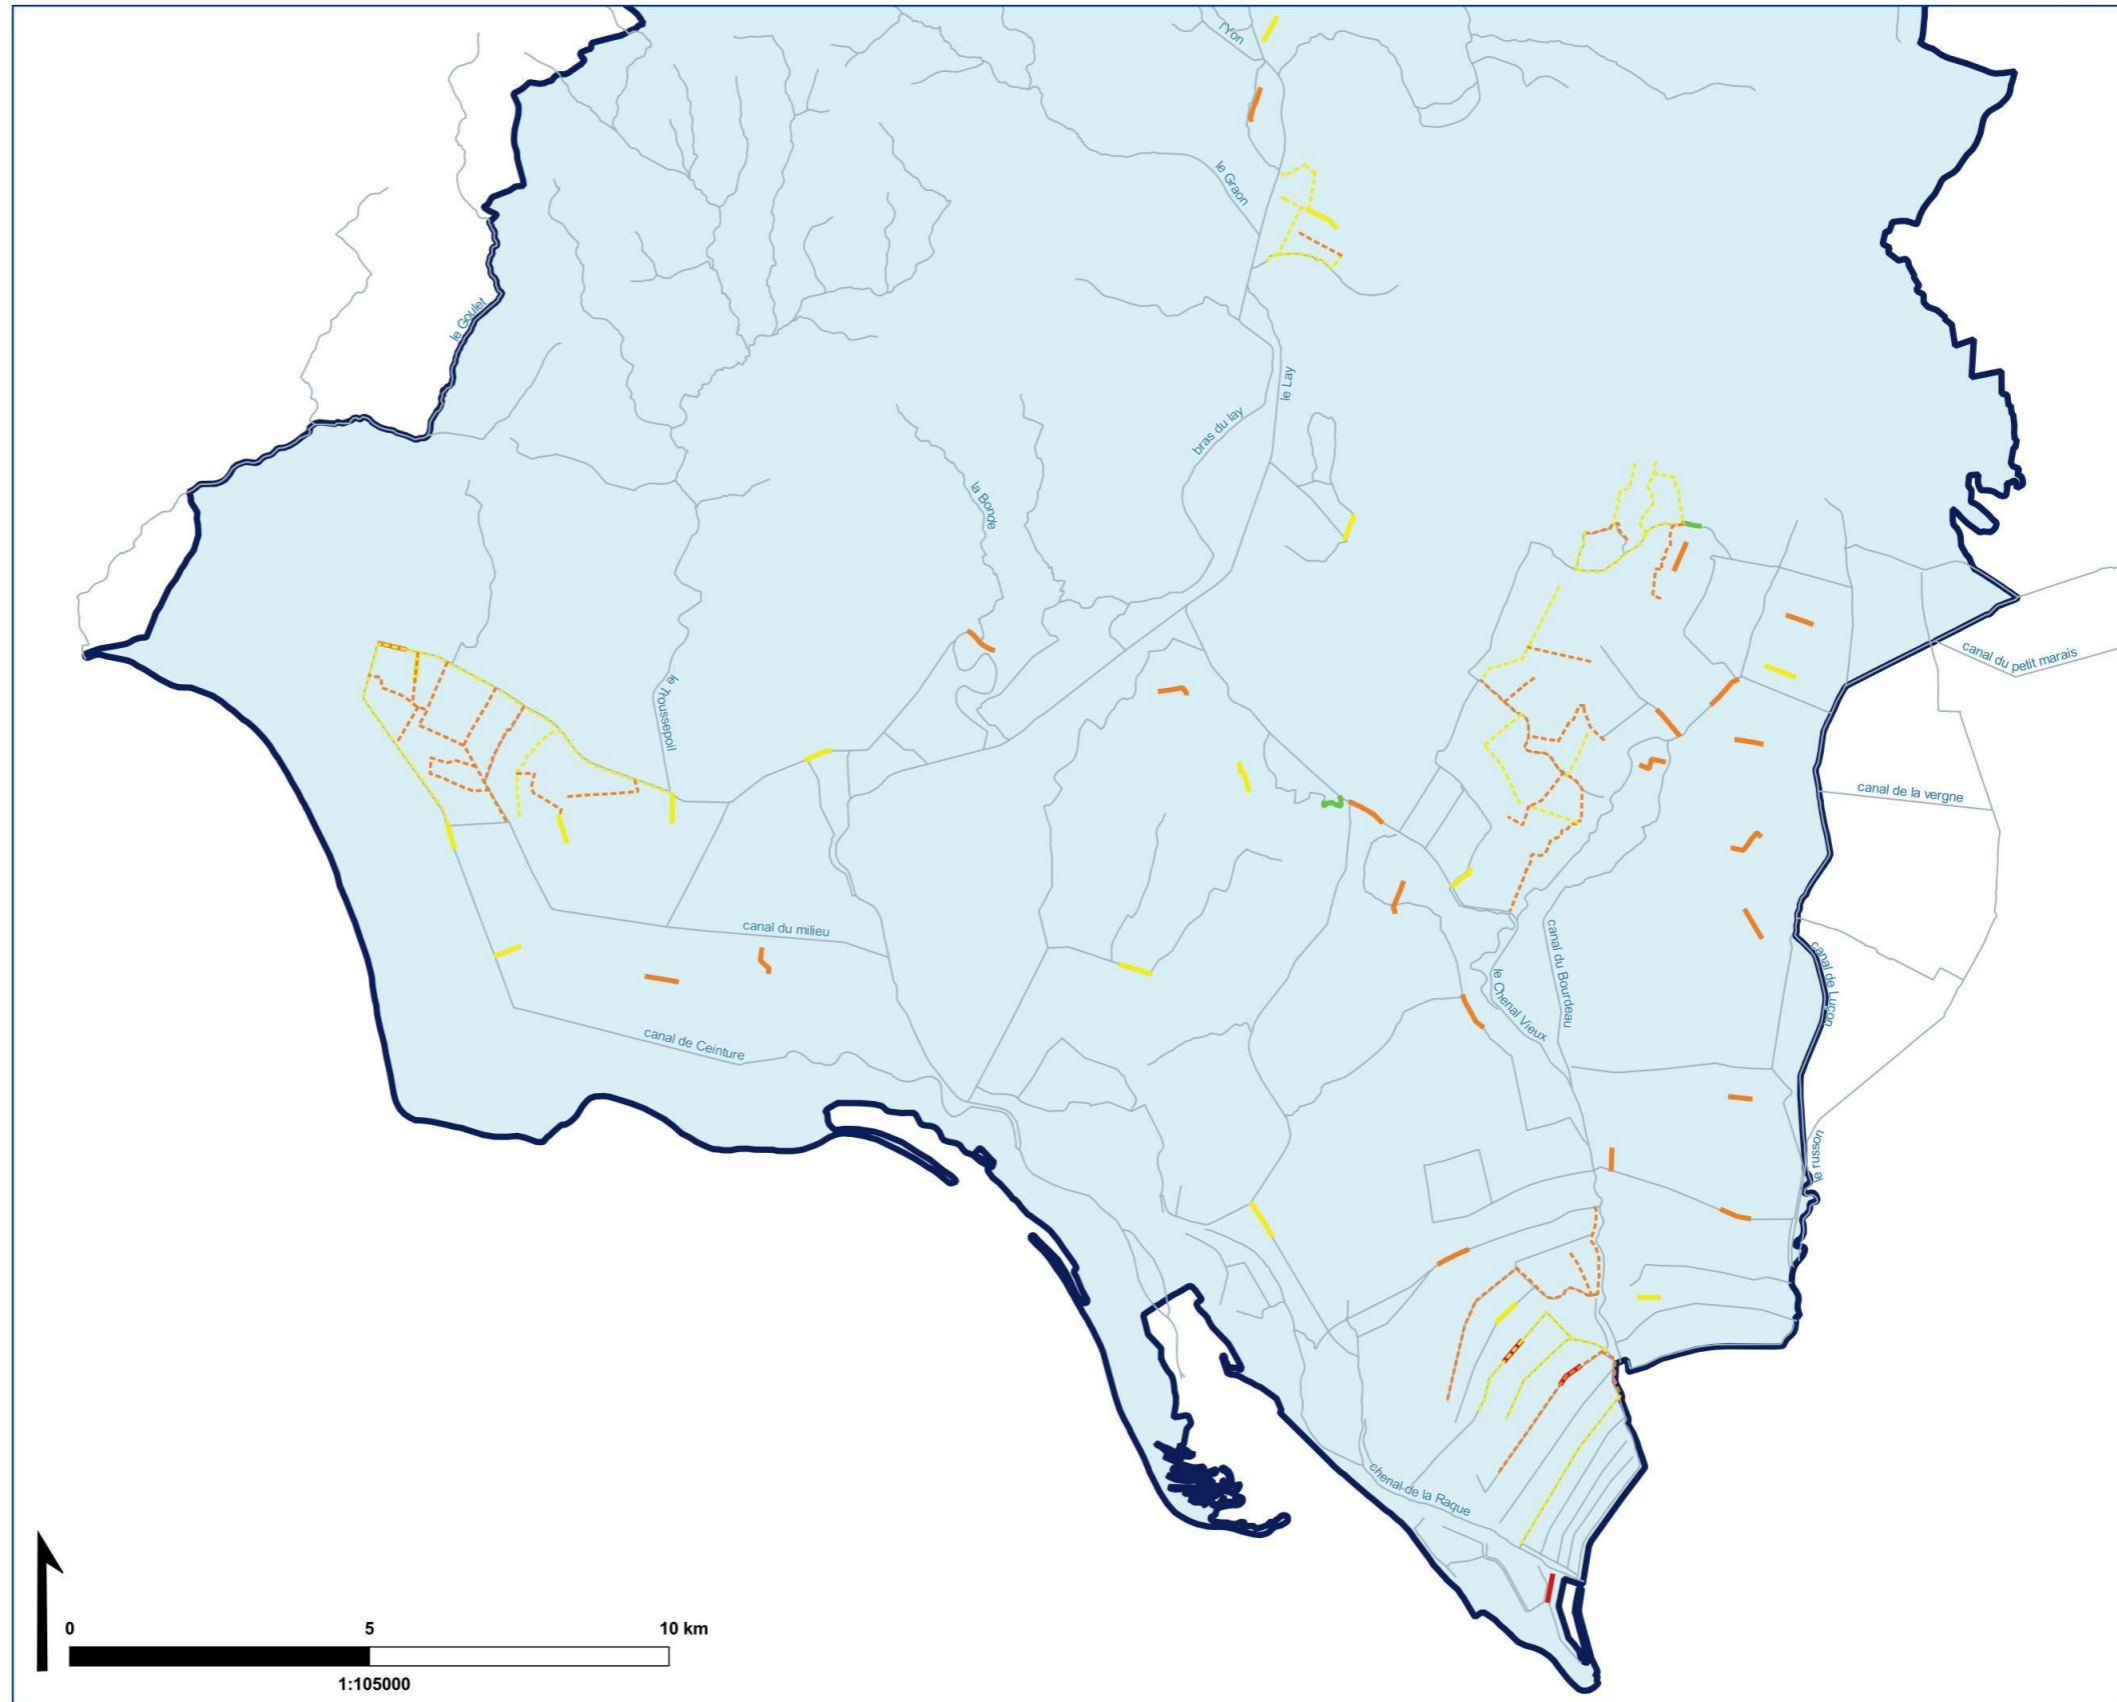 l'Yon
le Graon
le Goulet
le Lay
bras du lay
la Bonde
canal du petit marais
le Troussepoil
canal de la vergne
canal du milieu
canal du Bourdeau
canal de Luçon
le Chenal Vieux
canal de Ceinture
le russon
chenal de la Raque
0 5 10 km
1:105000